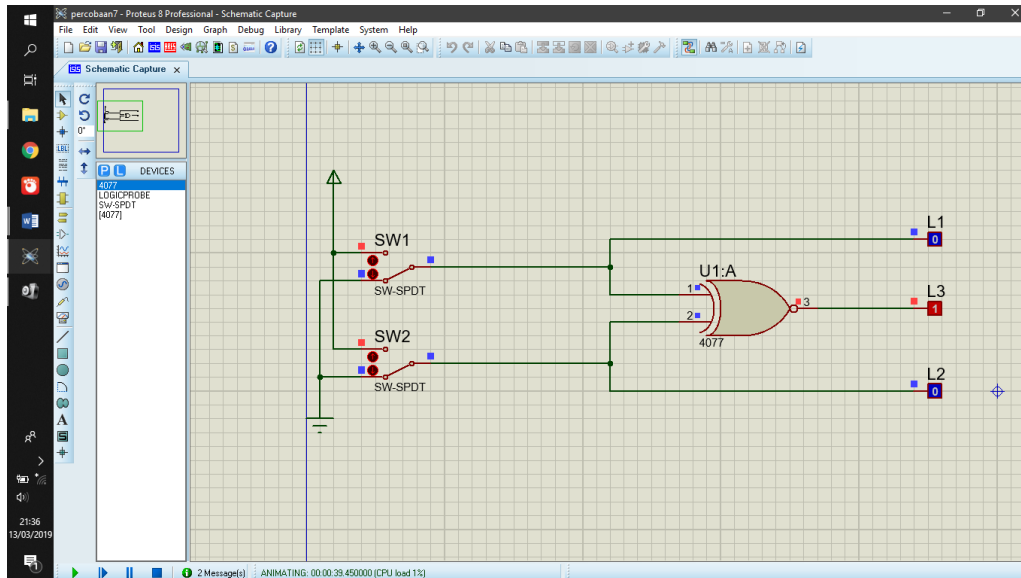 percobaan7 - Proteus 8 Professional - Schematic Capture
File Edit View Tool Design Graph Debug Library Template System Help
Schematic Capture
0°
P L DEVICES
4077
LOGICPROBE
SW-SPDT
[4077]
LBL
A
S
SW1
SW-SPDT
SW2
SW-SPDT
U1:A
1
2
3
4077
L1
0
L3
1
L2
0
21:36
13/03/2019
1
2 Message(s)
ANIMATING: 00:00:39.450000 (CPU load 1%)